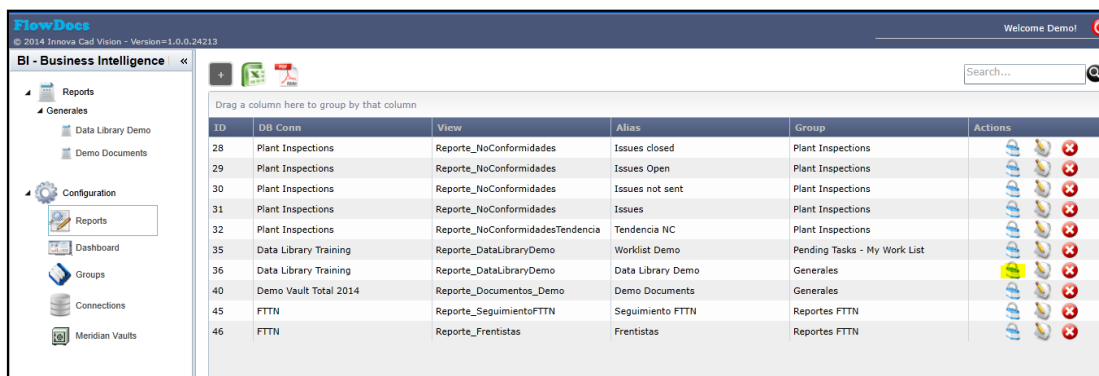 FlowDocs
© 2014 Innova Cad Vision - Version=1.0.0.24213
Welcome Demo!
BI - Business Intelligence «
Reports
Generales
Data Library Demo
Demo Documents
Configuration
Reports
Dashboard
Groups
Connections
Meridian Vaults
Search...
Drag a column here to group by that column
ID DB Conn View Alias Group Actions
28 Plant Inspections Reporte_NoConformidades Issues closed Plant Inspections
29 Plant Inspections Reporte_NoConformidades Issues Open Plant Inspections
30 Plant Inspections Reporte_NoConformidades Issues not sent Plant Inspections
31 Plant Inspections Reporte_NoConformidades Issues Plant Inspections
32 Plant Inspections Reporte_NoConformidadesTendencia Tendencia NC Plant Inspections
35 Data Library Training Reporte_DataLibraryDemo Worklist Demo Pending Tasks - My Work List
36 Data Library Training Reporte_DataLibraryDemo Data Library Demo Generales
40 Demo Vault Total 2014 Reporte_Documentos_Demo Demo Documents Generales
45 FTTN Reporte_SeguimientoFTTN Seguimiento FTTN Reportes FTTN
46 FTTN Reporte_Frentistas Frentistas Reportes FTTN